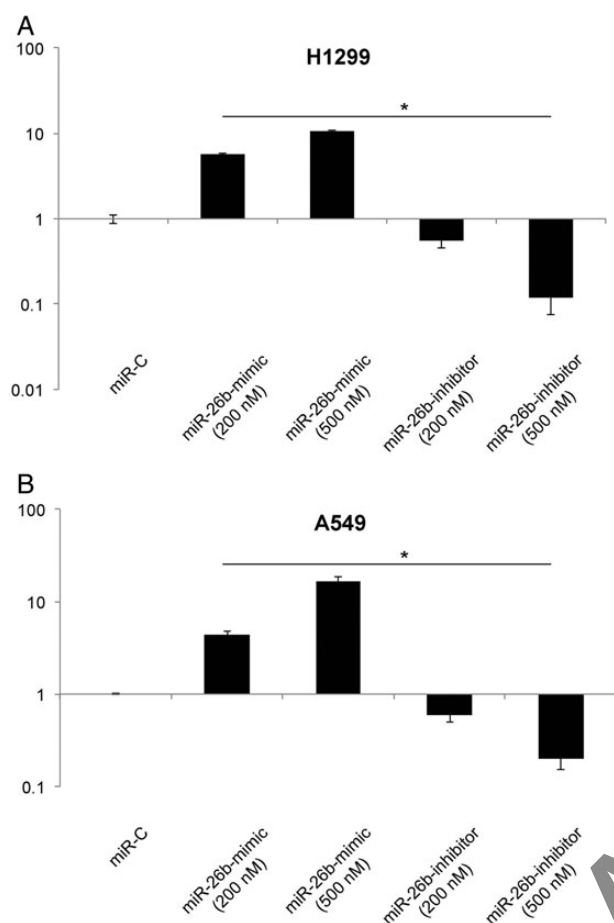 A
H1299
100
*
10
1
0.1
0.01
miR-C
miR-26b-mimic
(200 nM)
miR-26b-mimic
(500 nM)
miR-26b-inhibitor
(200 nM)
miR-26b-inhibitor
(500 nM)
B
A549
100
*
10
1
0.1
miR-C
miR-26b-mimic
(200 nM)
miR-26b-mimic
(500 nM)
miR-26b-inhibitor
(200 nM)
miR-26b-inhibitor
(500 nM)